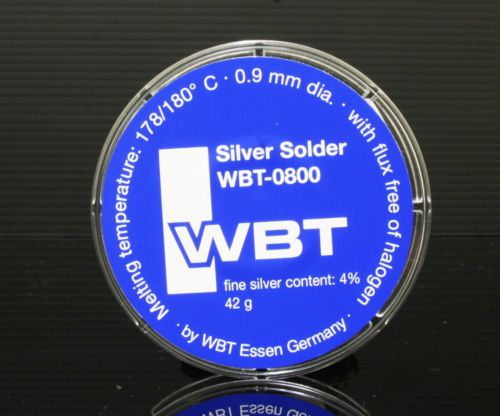 Melting temperature: 178/180° C · 0.9 mm dia. · with flux free of halogen
Silver Solder
WBT-0800
WBT
fine silver content: 4%
42 g
· by WBT Essen Germany ·